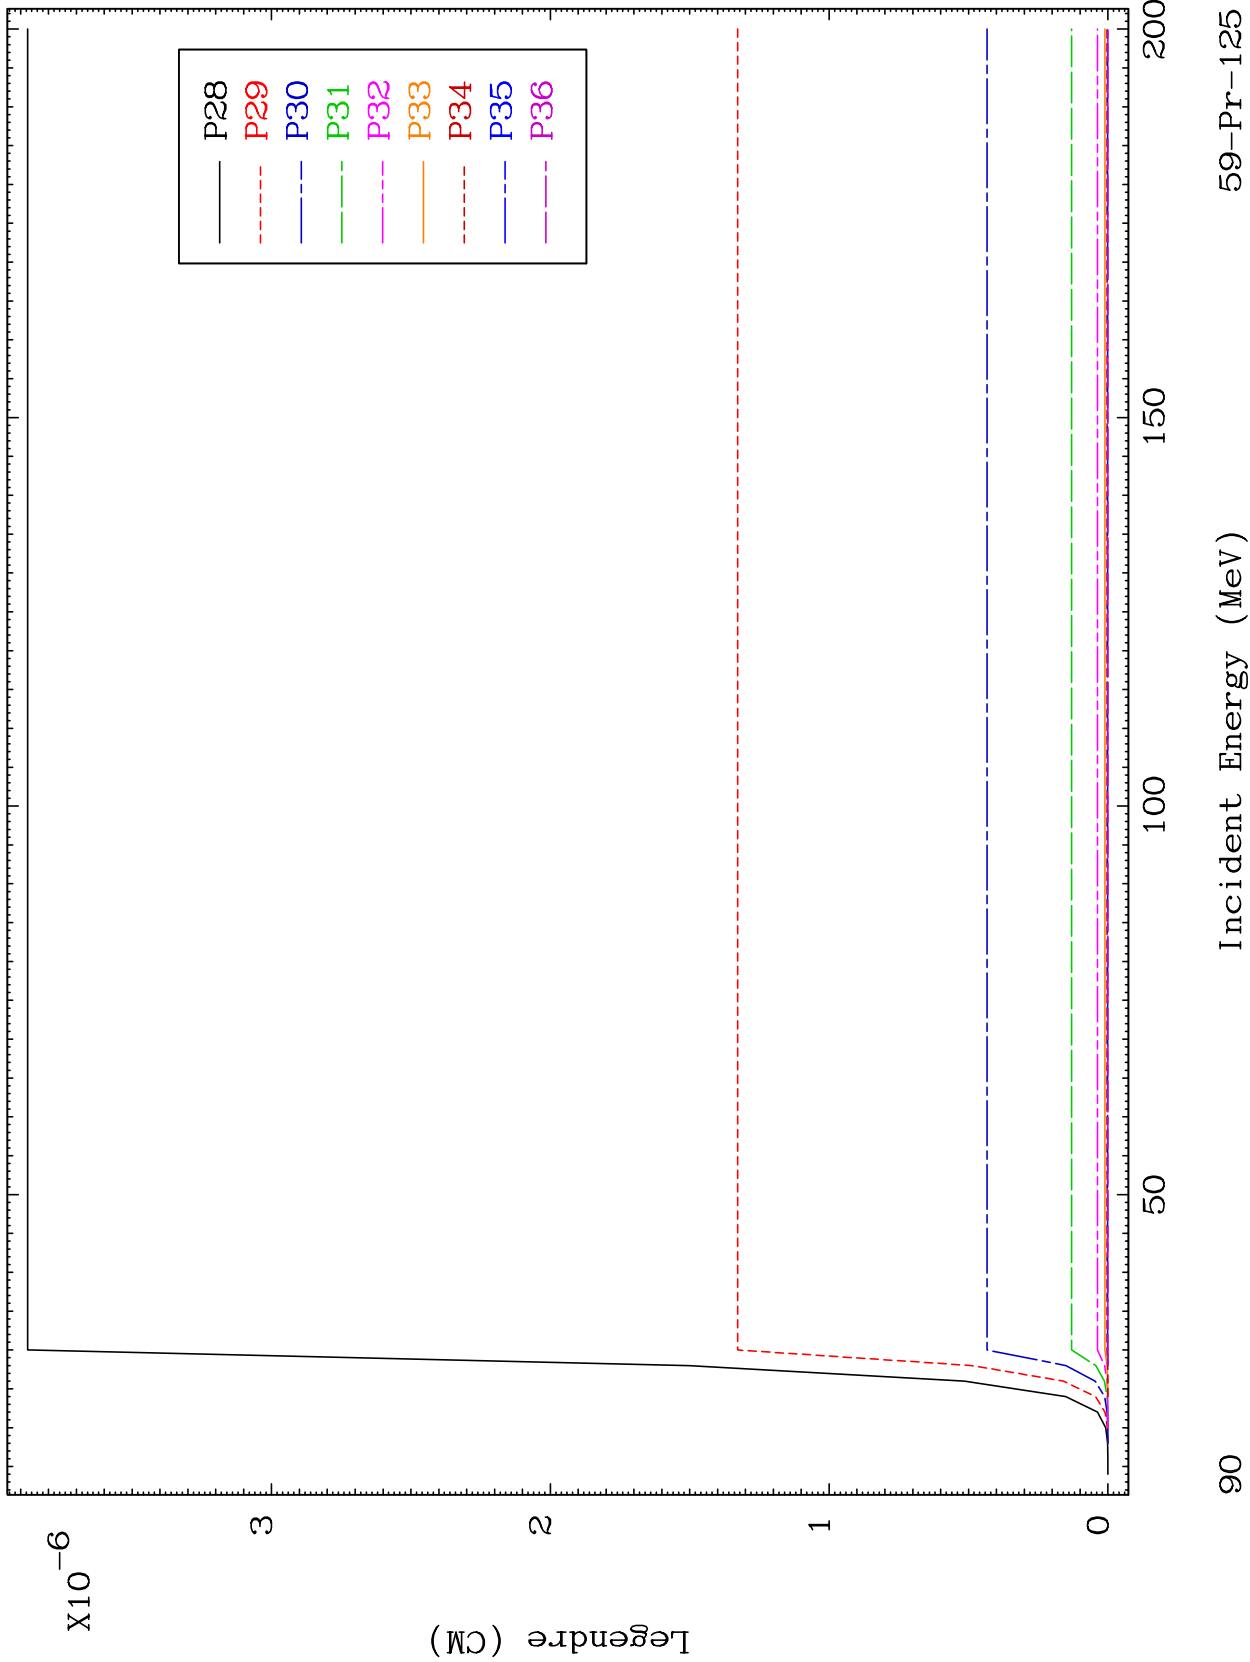 X10-6
Legendre (CM)
3
2
1
0
P28
P29
P30
P31
P32
P33
P34
P35
P36
50
100
150
200
Incident Energy (MeV)
90
59-Pr-125